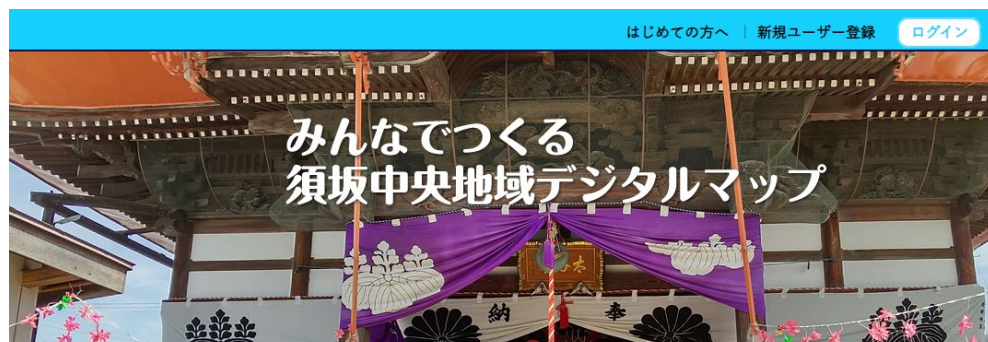 はじめての方へ | 新規ユーザー登録 ログイン
みんなでつくる
須坂中央地域デジタルマップ
納 奉